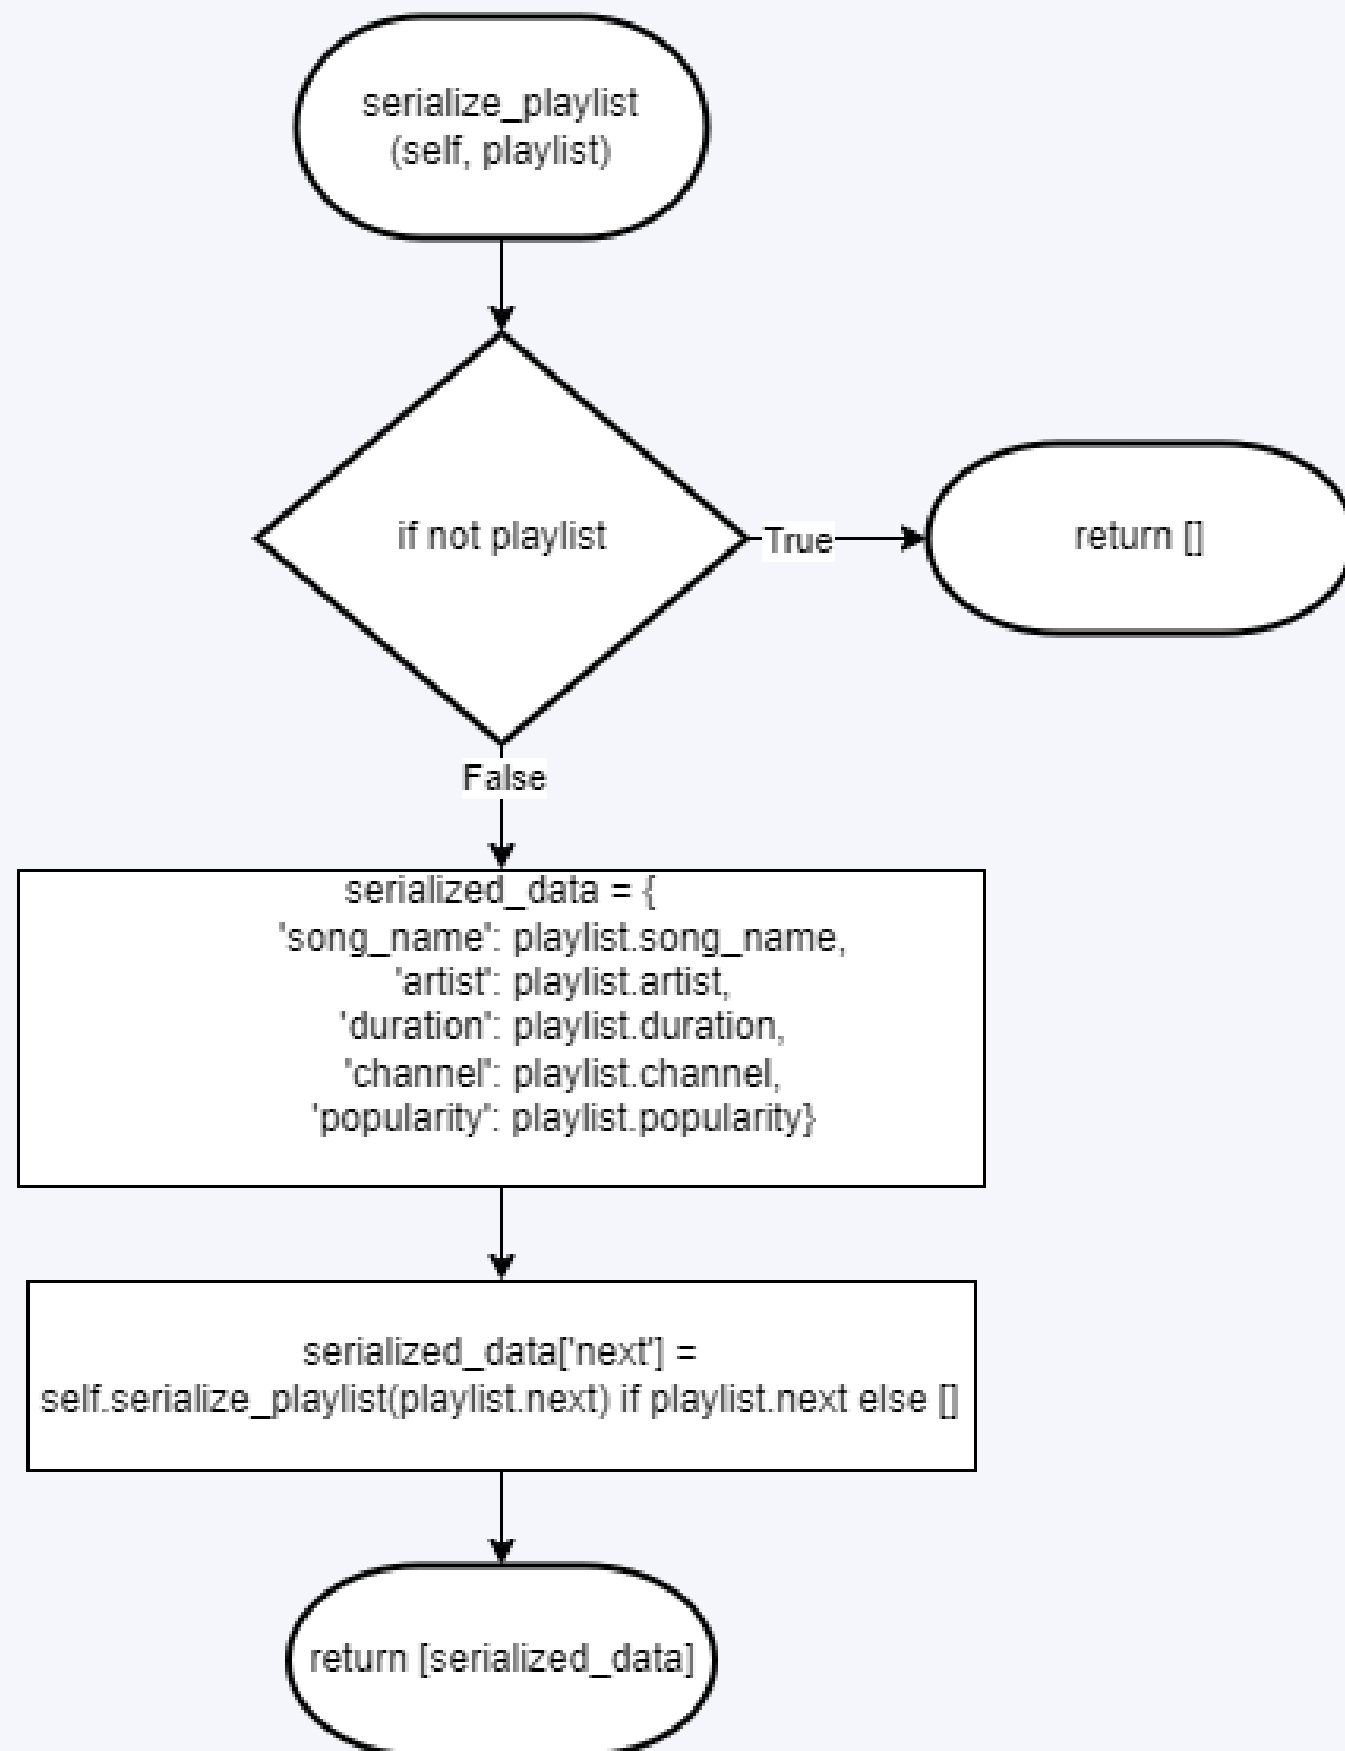 serialize_playlist
(self, playlist)
if not playlist
True
return []
False
serialized_data = {
'song_name': playlist.song_name,
'artist': playlist.artist,
'duration': playlist.duration,
'channel': playlist.channel,
'popularity': playlist.popularity}
serialized_data['next'] =
self.serialize_playlist(playlist.next) if playlist.next else []
return [serialized_data]